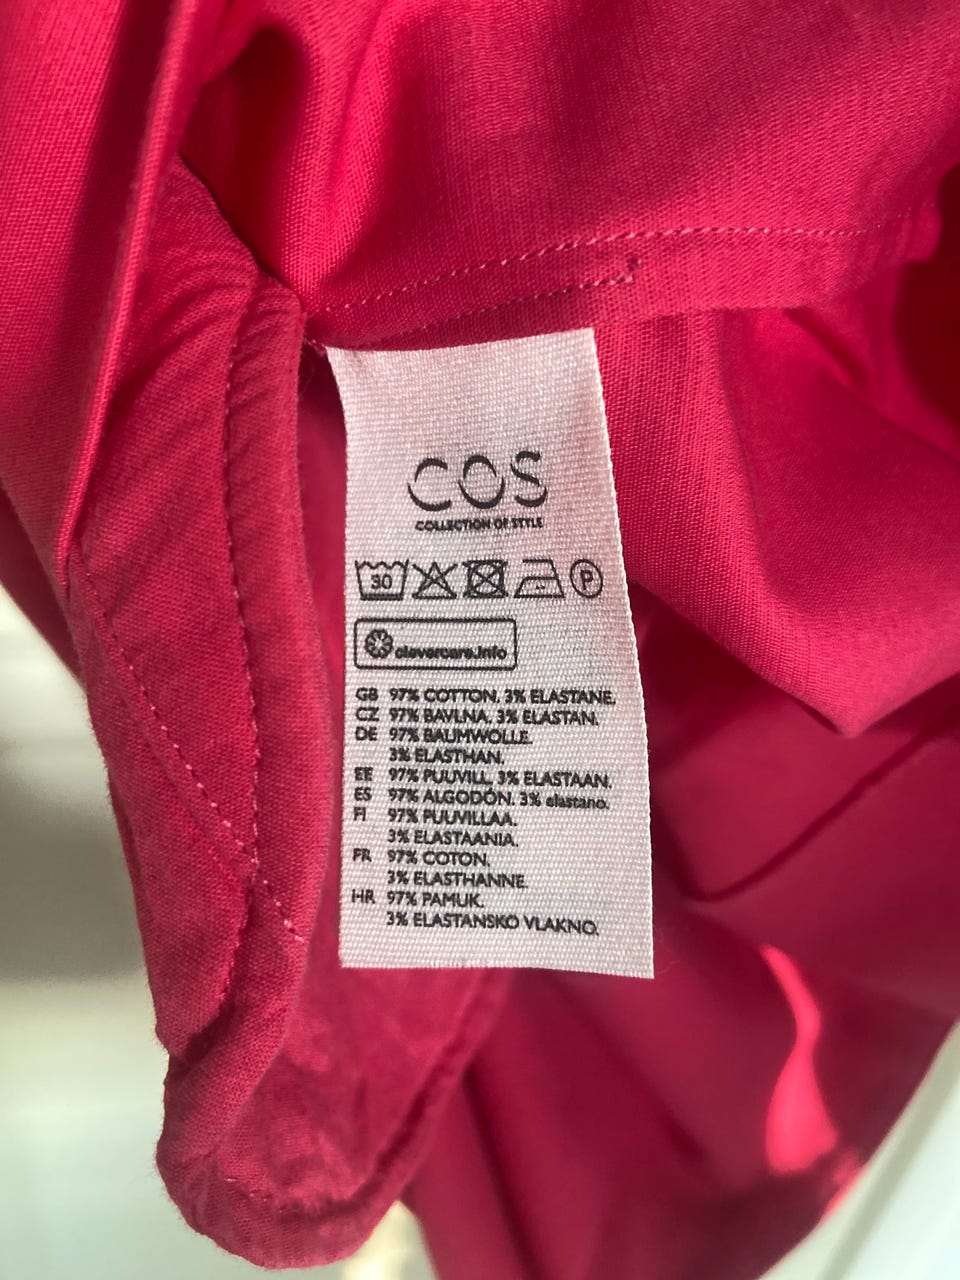 COS
COLLECTION OF STYLE
30 P
clevercare.info
GB 97% COTTON, 3% ELASTANE.
CZ 97% BAVLNA, 3% ELASTAN.
DE 97% BAUMWOLLE.
3% ELASTHAN.
EE 97% PUUVILL, 3% ELASTAAN.
ES 97% ALGODÓN. 3% elastano.
FI 97% PUUVILLAA.
3% ELASTAANIA.
FR 97% COTON.
3% ELASTHANNE.
HR 97% PAMUK.
3% ELASTANSKO VLAKNO.